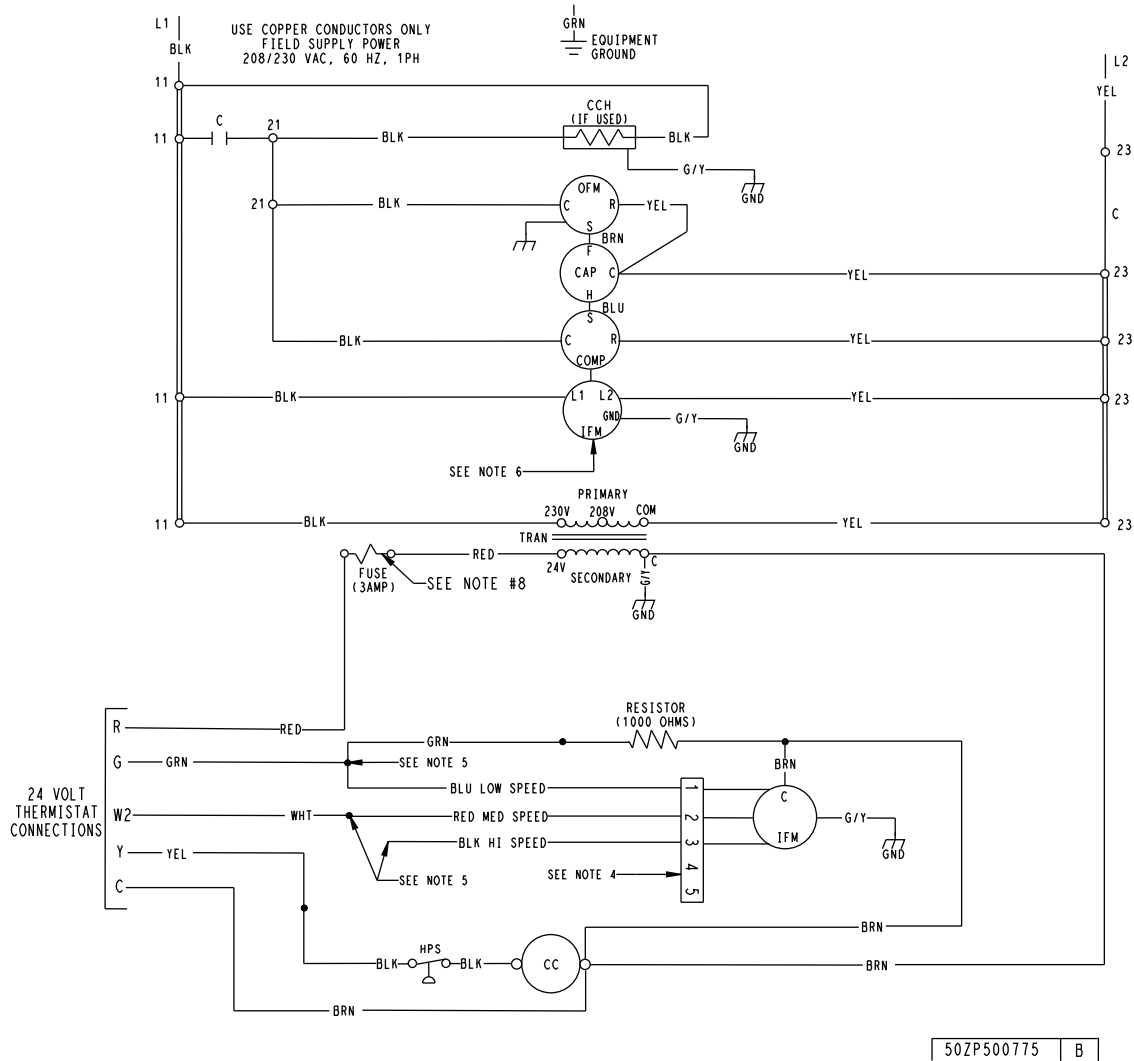 L1
BLK
USE COPPER CONDUCTORS ONLY
FIELD SUPPLY POWER
208/230 VAC, 60 HZ, 1PH
GRN
EQUIPMENT
GROUND
L2
YEL
11
CCH
(IF USED)
11
C
21
BLK
BLK
23
G/Y
GND
OFM
21
BLK
C
R
YEL
S
BRN
C
F
CAP
C
YEL
23
H
BLU
S
BLK
C
R
YEL
23
COMP
11
BLK
L1
L2
YEL
23
GND
G/Y
IFM
GND
SEE NOTE 6
PRIMARY
230V
208V
COM
11
BLK
YEL
23
TRAN
RED
24V
SECONDARY
C
FUSE
(3AMP)
SEE NOTE #8
G/Y
GND
RESISTOR
(1000 OHMS)
R
RED
GRN
G
GRN
SEE NOTE 5
BRN
24 VOLT
THERMISTAT
CONNECTIONS
BLU LOW SPEED
1
C
W2
WHT
RED MED SPEED
2
G/Y
BLK HI SPEED
3
IFM
GND
Y
YEL
SEE NOTE 5
SEE NOTE 4
4
C
5
BRN
HPS
BLK
BLK
CC
BRN
BRN
50ZP500775
B